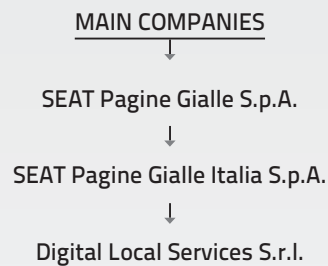 MAIN COMPANIES
SEAT Pagine Gialle S.p.A.
SEAT Pagine Gialle Italia S.p.A.
Digital Local Services S.r.l.